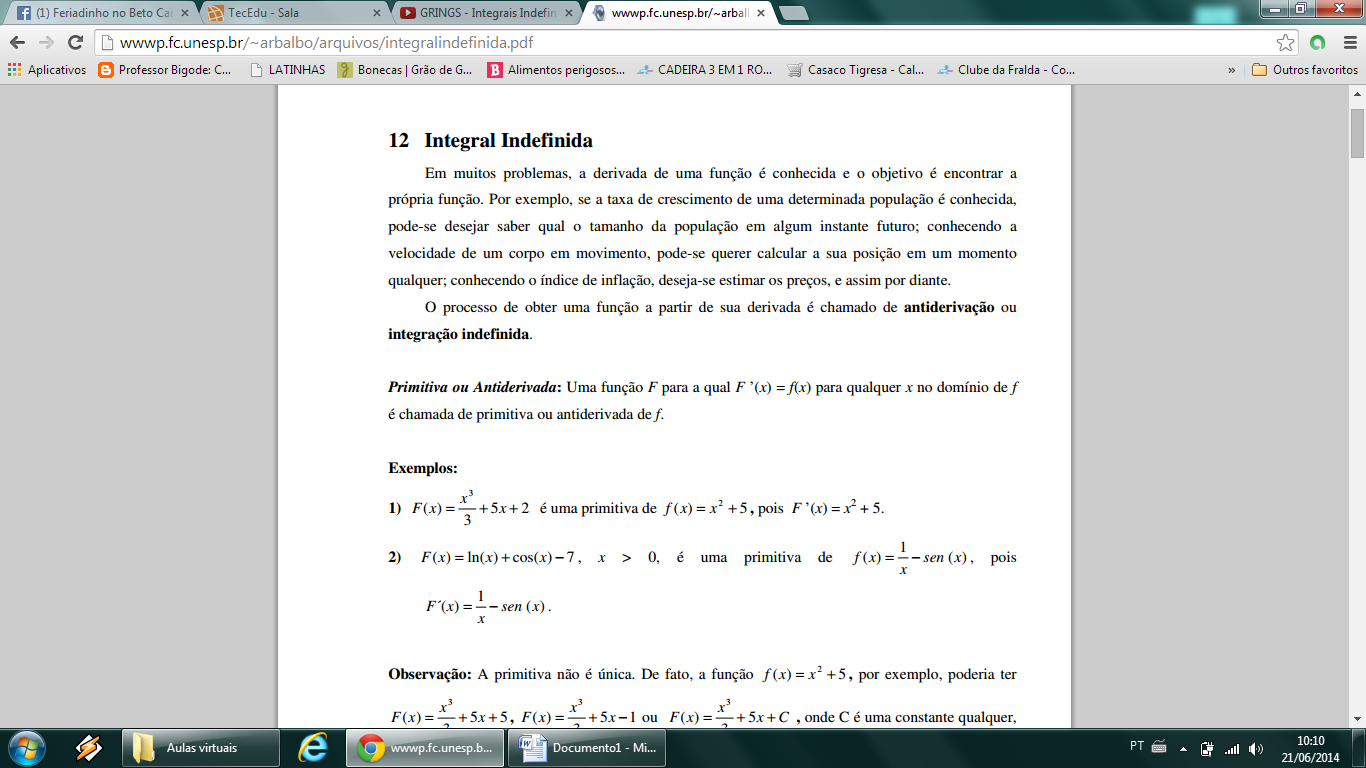 (1) Feriadinho no Beto Ca
TecEdu - Sala
GRINGS - Integrais Indefin
wwwp.fc.unesp.br/~arbal
wwwp.fc.unesp.br/~arbalbo/arquivos/integralindefinida.pdf
Aplicativos
Professor Bigode: C...
LATINHAS
Bonecas | Grão de G...
Alimentos perigosos...
CADEIRA 3 EM 1 RO...
Casaco Tigresa - Cal...
Clube da Fralda - Co...
»
Outros favoritos
12 Integral Indefinida
Em muitos problemas, a derivada de uma função é conhecida e o objetivo é encontrar a
própria função. Por exemplo, se a taxa de crescimento de uma determinada população é conhecida,
pode-se desejar saber qual o tamanho da população em algum instante futuro; conhecendo a
velocidade de um corpo em movimento, pode-se querer calcular a sua posição em um momento
qualquer; conhecendo o índice de inflação, deseja-se estimar os preços, e assim por diante.
O processo de obter uma função a partir de sua derivada é chamado de antiderivação ou
integração indefinida.
Primitiva ou Antiderivada: Uma função F para a qual F ’(x) = f(x) para qualquer x no domínio de f
é chamada de primitiva ou antiderivada de f.
Exemplos:
1) F(x) = x³/3 + 5x + 2 é uma primitiva de f(x) = x² + 5, pois F ’(x) = x² + 5.
2) F(x) = ln(x) + cos(x) − 7, x > 0, é uma primitiva de f(x) = 1/x − sen (x), pois
F´(x) = 1/x − sen (x).
Observação: A primitiva não é única. De fato, a função f(x) = x² + 5, por exemplo, poderia ter
F(x) = x³/3 + 5x + 5, F(x) = x³/3 + 5x − 1 ou F(x) = x³/3 + 5x + C , onde C é uma constante qualquer,
Aulas virtuais
wwwp.fc.unesp.b...
Documento1 - Mi...
PT
10:10
21/06/2014